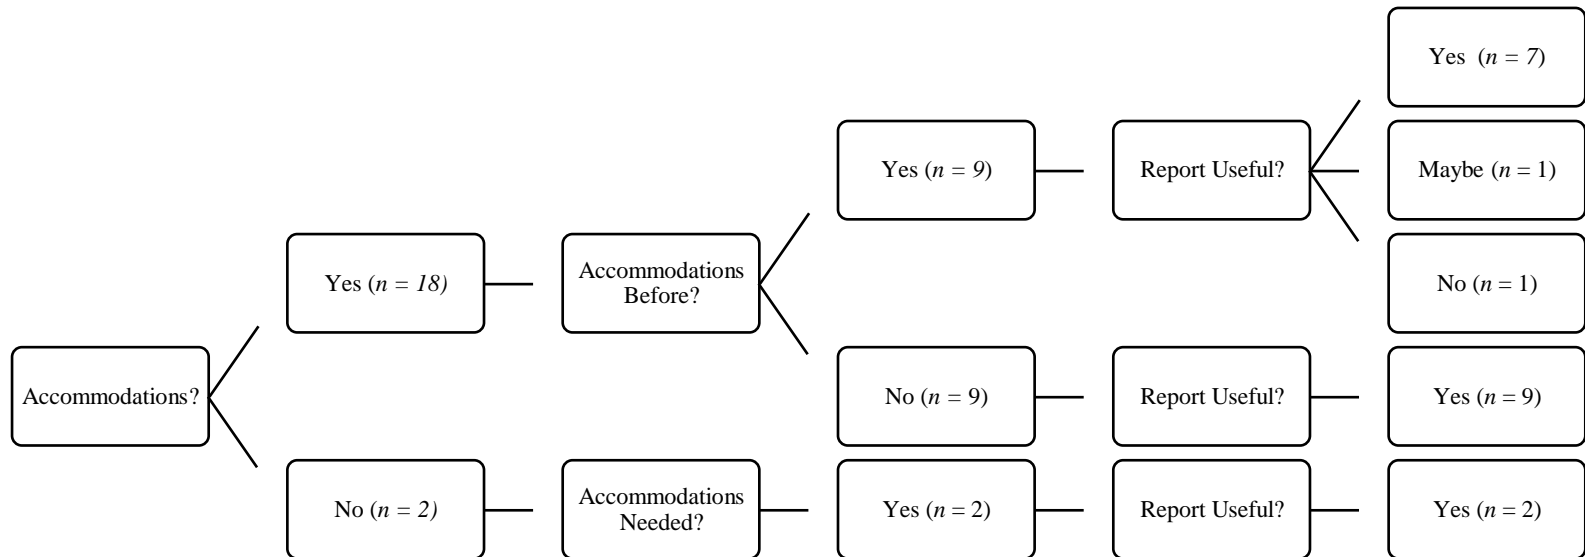 Yes (n = 7)
Yes (n = 9)
Report Useful?
Maybe (n = 1)
Yes (n = 18)
Accommodations
Before?
No (n = 1)
Accommodations?
No (n = 9)
Report Useful?
Yes (n = 9)
No (n = 2)
Accommodations
Needed?
Yes (n = 2)
Report Useful?
Yes (n = 2)